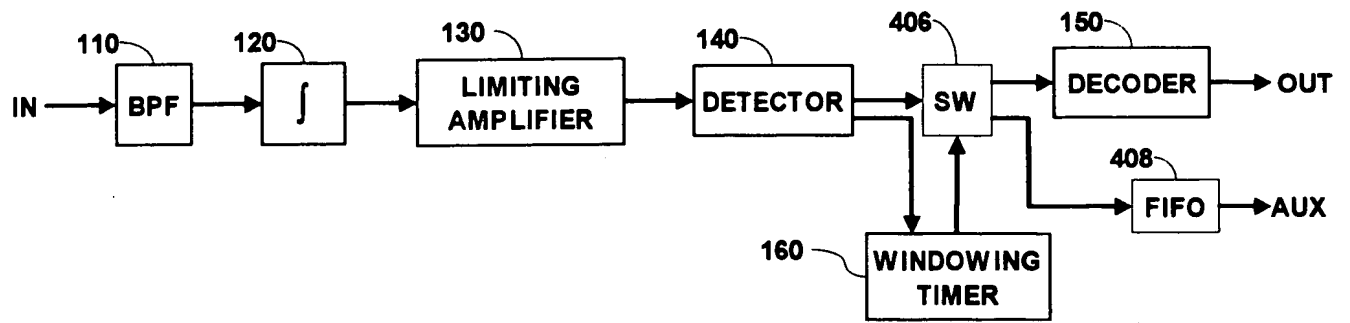 110
120
130
140
406
150
IN
BPF
∫
LIMITING
AMPLIFIER
DETECTOR
SW
DECODER
OUT
408
FIFO
AUX
160
WINDOWING
TIMER